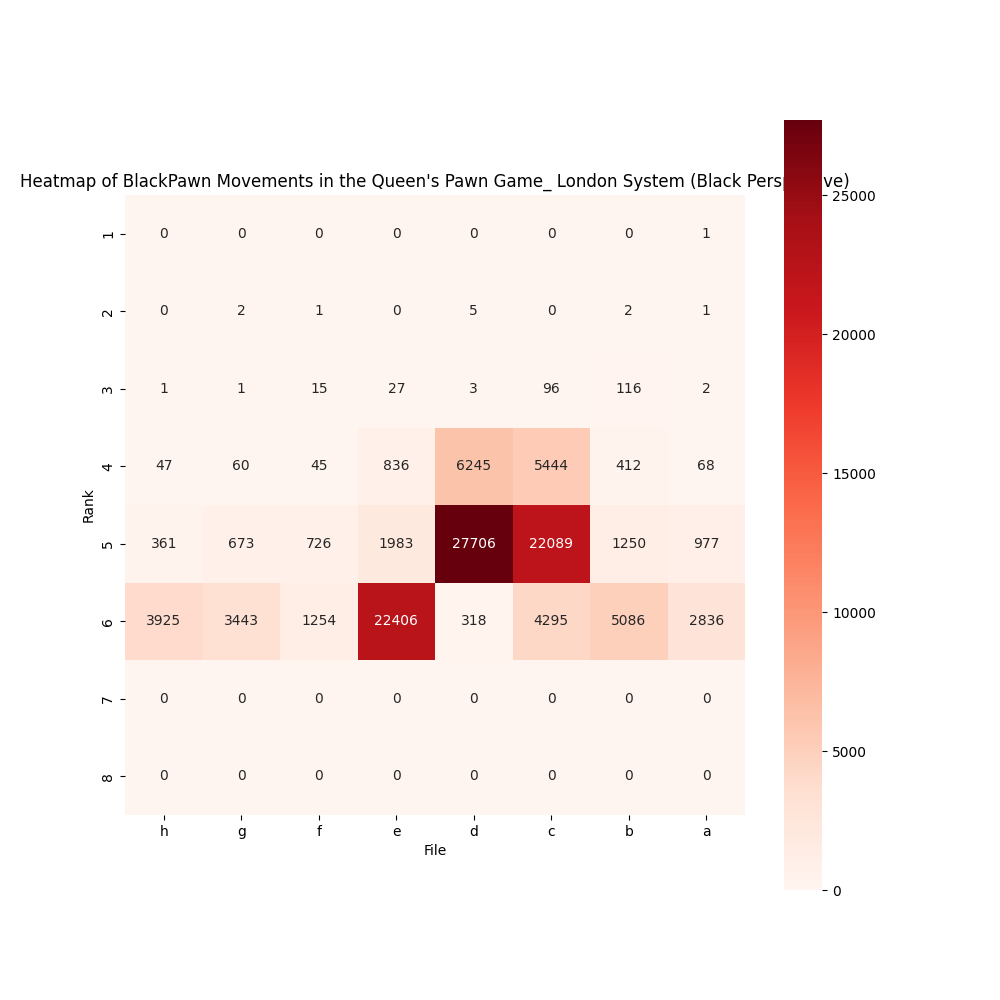 Heatmap of BlackPawn Movements in the Queen's Pawn Game_ London System (Black Pers ve)
25000
1 0 0 0 0 0 0 0 1
2 0 2 1 0 5 0 2 1
20000
3 1 1 15 27 3 96 116 2
15000
4 47 60 45 836 6245 5444 412 68
Rank
5 361 673 726 1983 27706 22089 1250 977
10000
6 3925 3443 1254 22406 318 4295 5086 2836
7 0 0 0 0 0 0 0 0
5000
8 0 0 0 0 0 0 0 0
h g f e d c b a
File
0